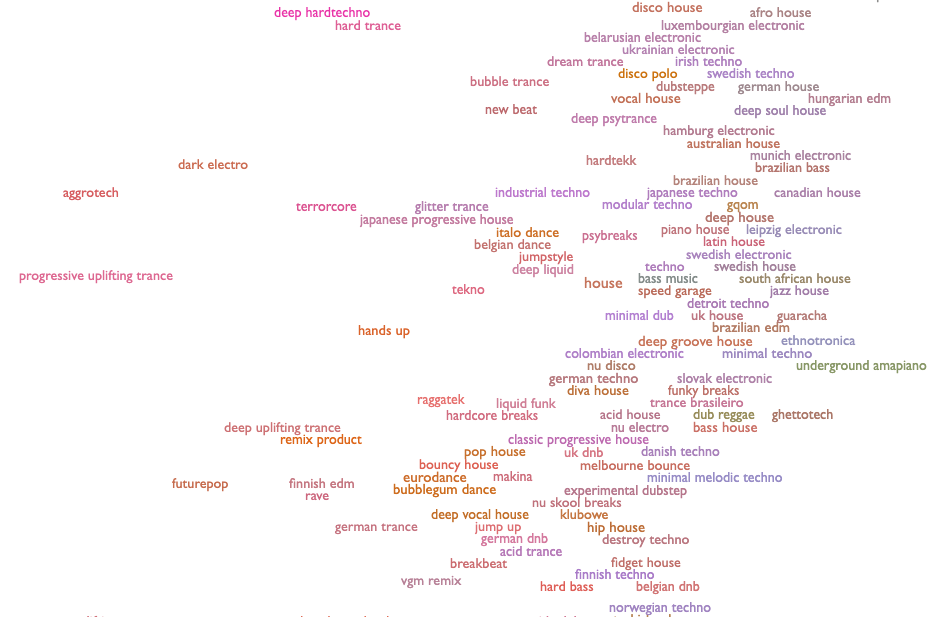 disco house
deep hardtechno
afro house
hard trance
luxembourgian electronic
belarusian electronic
ukrainian electronic
dream trance
irish techno
disco polo
swedish techno
bubble trance
dubsteppe
german house
vocal house
hungarian edm
new beat
deep soul house
deep psytrance
hamburg electronic
australian house
munich electronic
hardtekk
dark electro
brazilian bass
brazilian house
aggrotech
industrial techno
japanese techno
canadian house
terrorcore
glitter trance
modular techno
gqom
japanese progressive house
deep house
italo dance
psybreaks
piano house
leipzig electronic
belgian dance
latin house
jumpstyle
swedish electronic
deep liquid
techno
swedish house
progressive uplifting trance
house
bass music
south african house
tekno
speed garage
jazz house
detroit techno
minimal dub
uk house
guaracha
hands up
brazilian edm
deep groove house
ethnotronica
colombian electronic
minimal techno
nu disco
underground amapiano
german techno
slovak electronic
diva house
funky breaks
raggatek
liquid funk
trance brasileiro
hardcore breaks
acid house
dub reggae
ghettotech
deep uplifting trance
nu electro
bass house
remix product
classic progressive house
pop house
uk dnb
danish techno
bouncy house
melbourne bounce
futurepop
finnish edm
eurodance
makina
minimal melodic techno
rave
bubblegum dance
experimental dubstep
nu skool breaks
deep vocal house
klubowe
german trance
jump up
hip house
german dnb
destroy techno
acid trance
breakbeat
fidget house
vgm remix
finnish techno
hard bass
belgian dnb
norwegian techno